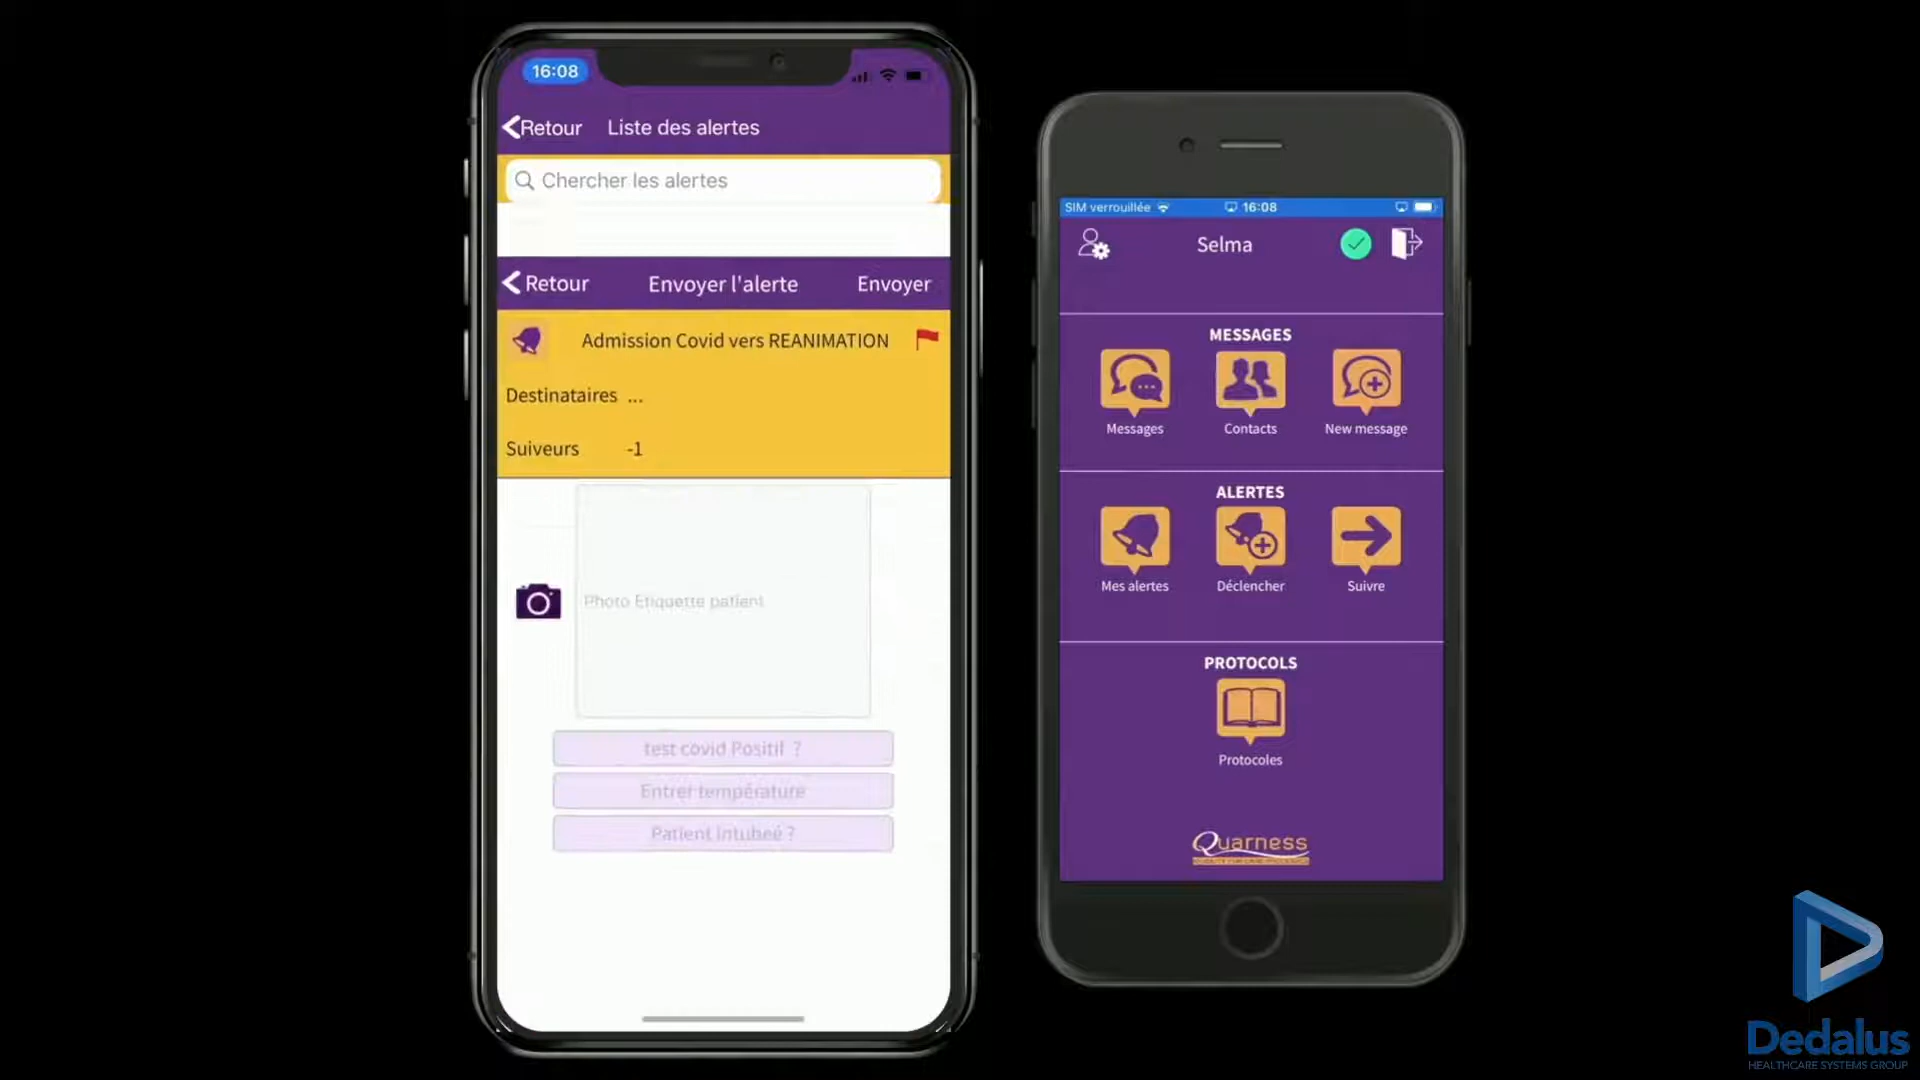 16:08
Retour Liste des alertes
Chercher les alertes
Retour Envoyer l'alerte Envoyer
Admission Covid vers REANIMATION
Destinataires ...
Suiveurs -1
Photo Etiquette patient
test covid Positif ?
Entrer température
Patient intubeé ?
SIM verrouillée 16:08
Selma
MESSAGES
Messages Contacts New message
ALERTES
Mes alertes Déclencher Suivre
PROTOCOLS
Protocoles
Quarness
Dedalus
HEALTHCARE SYSTEMS GROUP